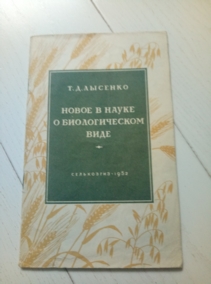 Т. Д. ЛЫСЕНКО
НОВОЕ В НАУКЕ
О БИОЛОГИЧЕСКОМ
ВИДЕ
СЕЛЬХОЗГИЗ - 1952